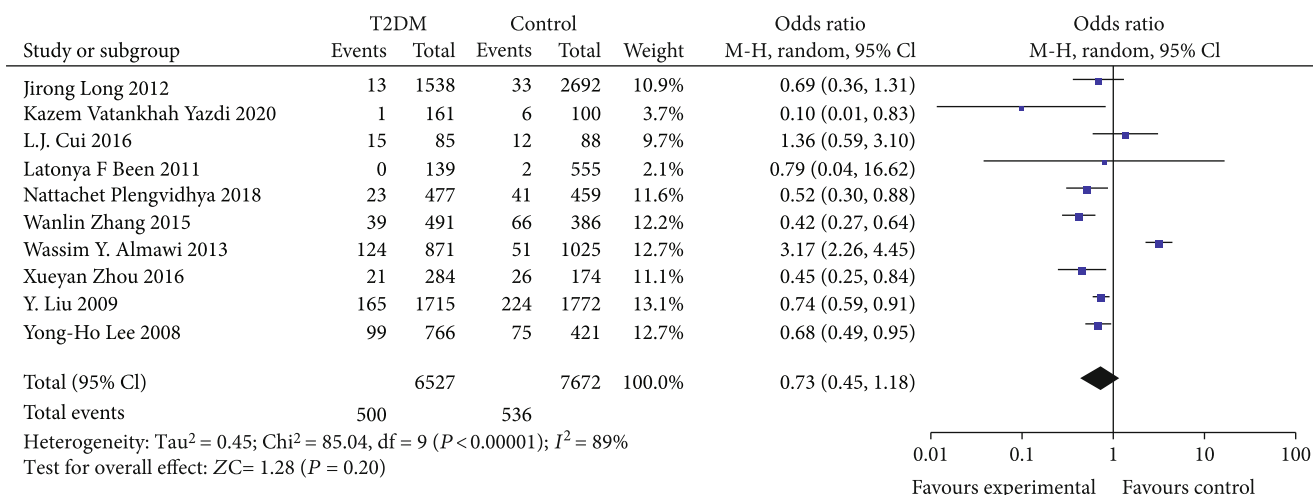 T2DM Control Odds ratio Odds ratio
Study or subgroup Events Total Events Total Weight M-H, random, 95% Cl M-H, random, 95% Cl
Jirong Long 2012 13 1538 33 2692 10.9% 0.69 (0.36, 1.31)
Kazem Vatankhah Yazdi 2020 1 161 6 100 3.7% 0.10 (0.01, 0.83)
L.J. Cui 2016 15 85 12 88 9.7% 1.36 (0.59, 3.10)
Latonya F Been 2011 0 139 2 555 2.1% 0.79 (0.04, 16.62)
Nattachet Plengvidhya 2018 23 477 41 459 11.6% 0.52 (0.30, 0.88)
Wanlin Zhang 2015 39 491 66 386 12.2% 0.42 (0.27, 0.64)
Wassim Y. Almawi 2013 124 871 51 1025 12.7% 3.17 (2.26, 4.45)
Xueyan Zhou 2016 21 284 26 174 11.1% 0.45 (0.25, 0.84)
Y. Liu 2009 165 1715 224 1772 13.1% 0.74 (0.59, 0.91)
Yong-Ho Lee 2008 99 766 75 421 12.7% 0.68 (0.49, 0.95)
Total (95% Cl) 6527 7672 100.0% 0.73 (0.45, 1.18)
Total events 500 536
Heterogeneity: Tau² = 0.45; Chi² = 85.04, df = 9 (P < 0.00001); I² = 89%
Test for overall effect: ZC= 1.28 (P = 0.20)
0.01 0.1 1 10 100
Favours experimental Favours control